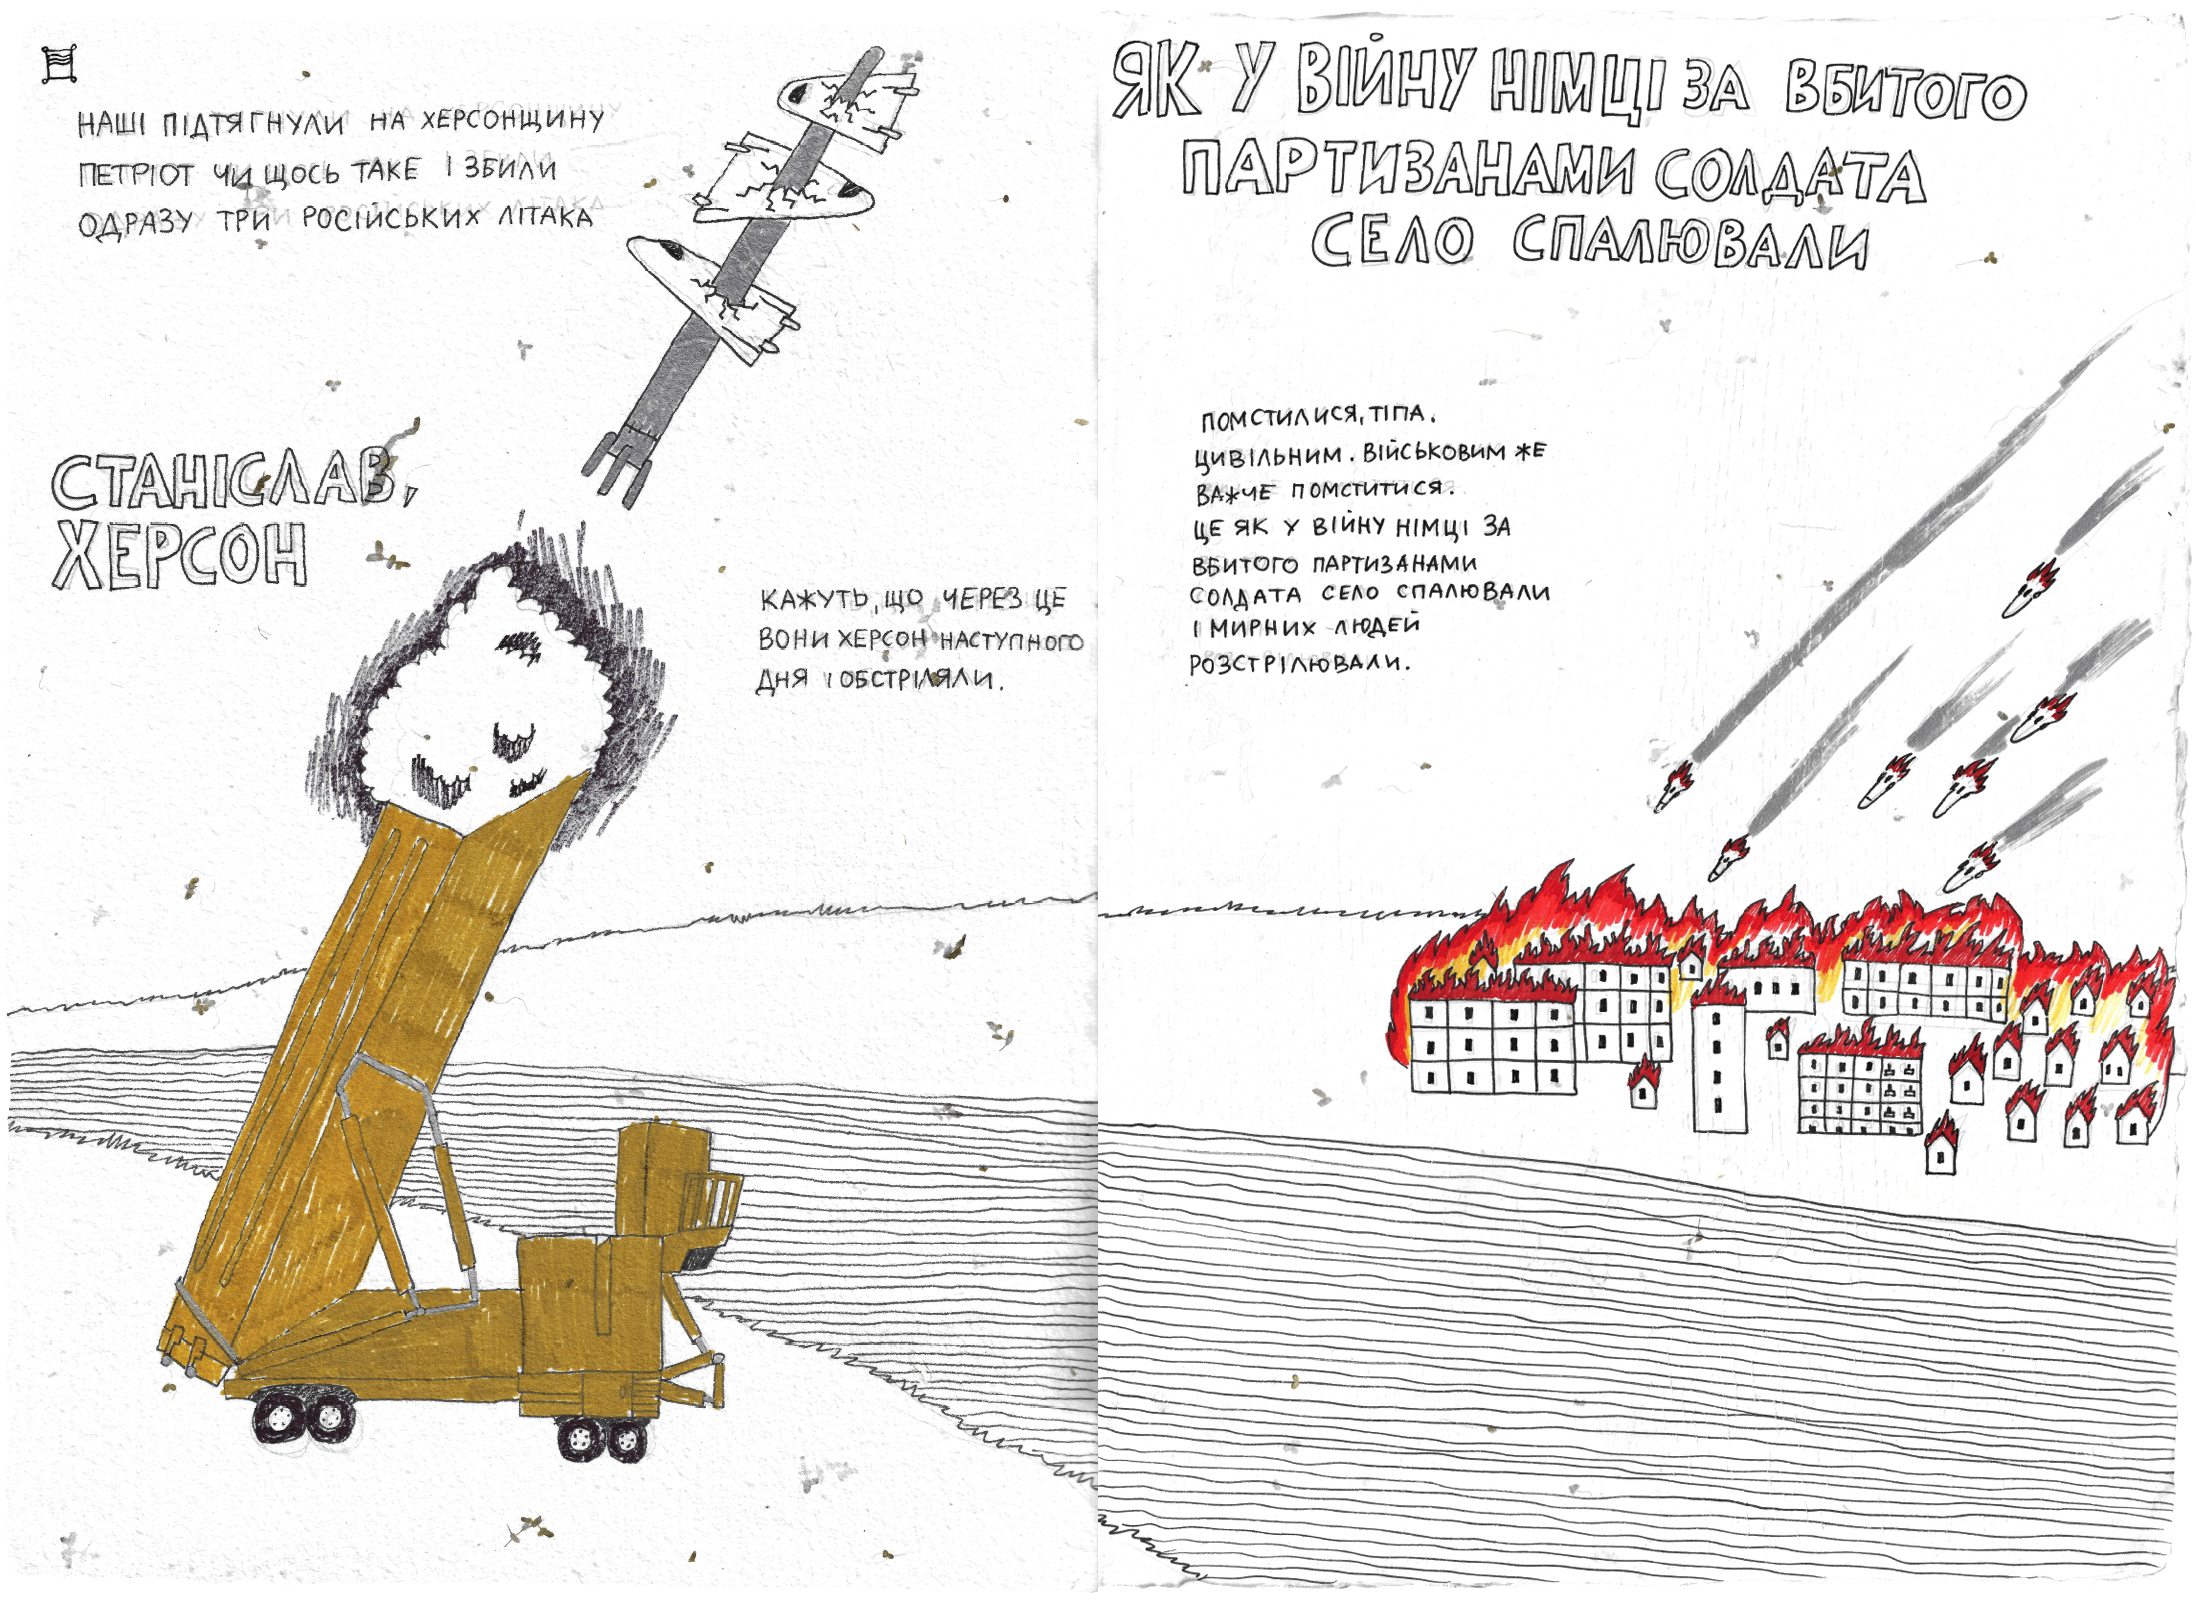 НАШІ ПІДТЯГНУЛИ НА ХЕРСОНЩИНУ
ПЕТРІОТ ЧИ ЩОСЬ ТАКЕ І ЗБИЛИ
ОДРАЗУ ТРИ РОСІЙСЬКИХ ЛІТАКА
СТАНІСЛАВ,
ХЕРСОН
КАЖУТЬ, ЩО ЧЕРЕЗ ЦЕ
ВОНИ ХЕРСОН НАСТУПНОГО
ДНЯ І ОБСТРІЛЯЛИ.
ЯК У ВІЙНУ НІМЦІ ЗА ВБИТОГО
ПАРТИЗАНАМИ СОЛДАТА
СЕЛО СПАЛЮВАЛИ
ПОМСТИЛИСЯ, ТІПА.
ЦИВІЛЬНИМ. ВІЙСЬКОВИМ ЖЕ
ВАЖЧЕ ПОМСТИТИСЯ.
ЦЕ ЯК У ВІЙНУ НІМЦІ ЗА
ВБИТОГО ПАРТИЗАНАМИ
СОЛДАТА СЕЛО СПАЛЮВАЛИ
І МИРНИХ ЛЮДЕЙ
РОЗСТРІЛЮВАЛИ.